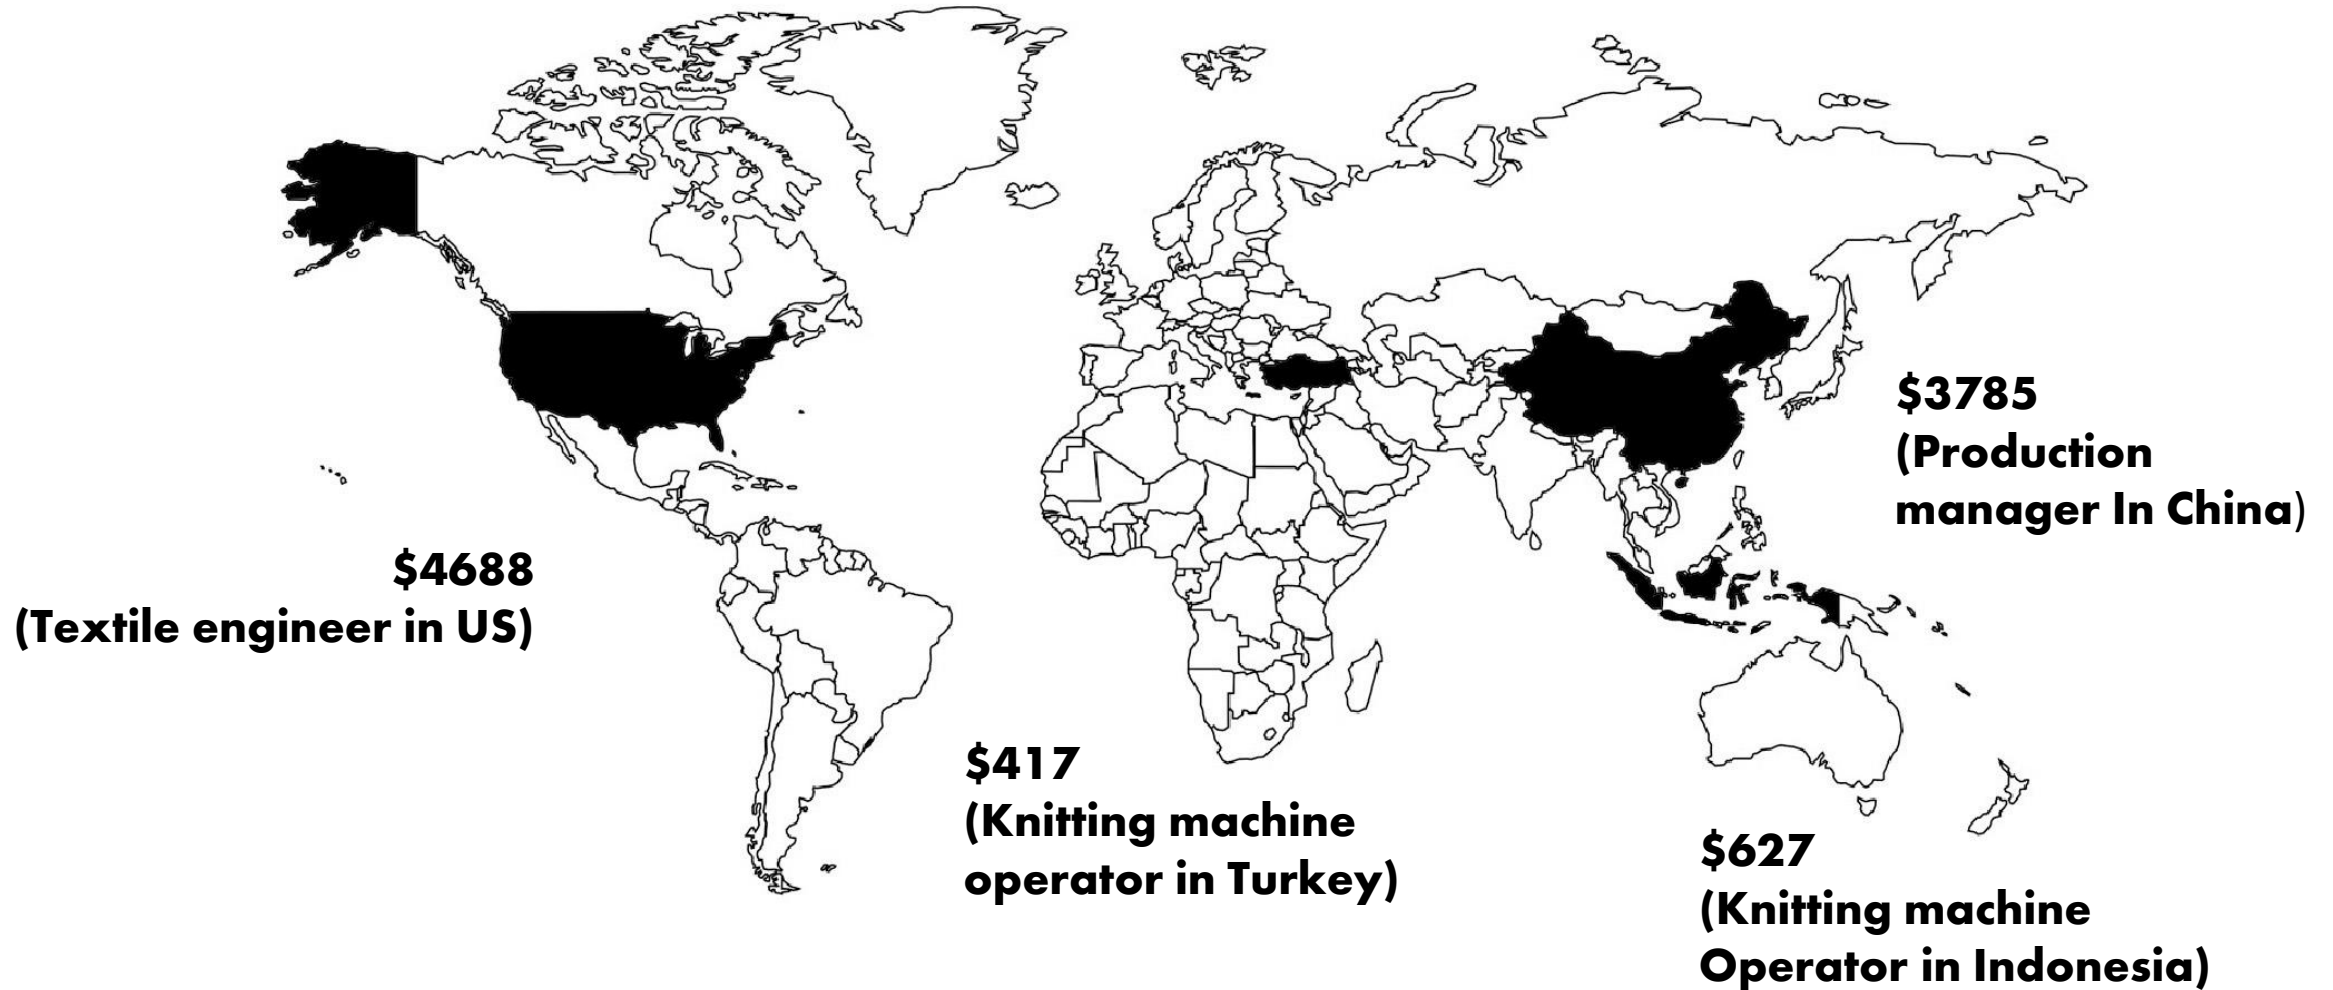 $3785
(Production
manager In China)
$4688
(Textile engineer in US)
$417
(Knitting machine
operator in Turkey)
$627
(Knitting machine
Operator in Indonesia)